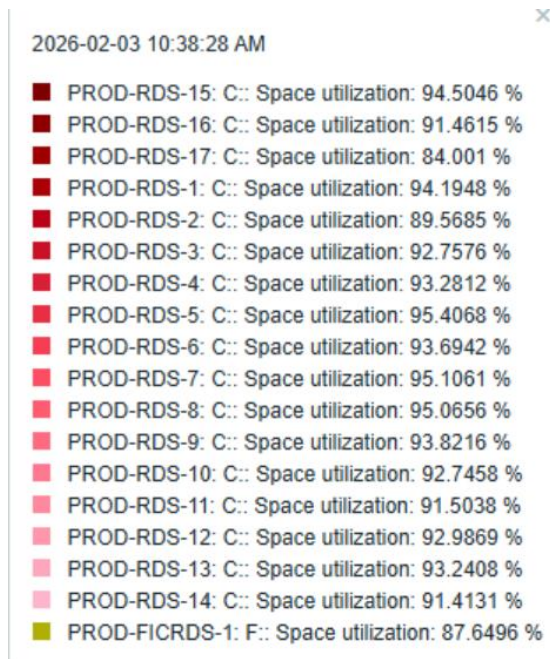 2026-02-03 10:38:28 AM
PROD-RDS-15: C:: Space utilization: 94.5046 %
PROD-RDS-16: C:: Space utilization: 91.4615 %
PROD-RDS-17: C:: Space utilization: 84.001 %
PROD-RDS-1: C:: Space utilization: 94.1948 %
PROD-RDS-2: C:: Space utilization: 89.5685 %
PROD-RDS-3: C:: Space utilization: 92.7576 %
PROD-RDS-4: C:: Space utilization: 93.2812 %
PROD-RDS-5: C:: Space utilization: 95.4068 %
PROD-RDS-6: C:: Space utilization: 93.6942 %
PROD-RDS-7: C:: Space utilization: 95.1061 %
PROD-RDS-8: C:: Space utilization: 95.0656 %
PROD-RDS-9: C:: Space utilization: 93.8216 %
PROD-RDS-10: C:: Space utilization: 92.7458 %
PROD-RDS-11: C:: Space utilization: 91.5038 %
PROD-RDS-12: C:: Space utilization: 92.9869 %
PROD-RDS-13: C:: Space utilization: 93.2408 %
PROD-RDS-14: C:: Space utilization: 91.4131 %
PROD-FICRDS-1: F:: Space utilization: 87.6496 %